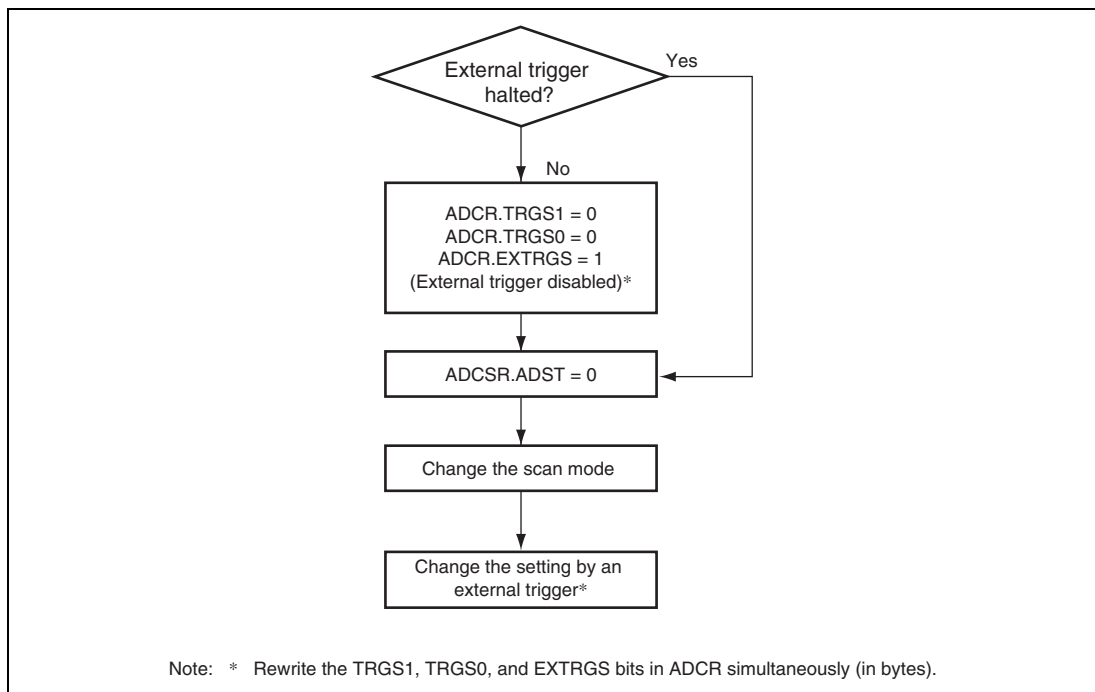 External trigger
halted?
Yes
No
ADCR.TRGS1 = 0
ADCR.TRGS0 = 0
ADCR.EXTRGS = 1
(External trigger disabled)*
ADCSR.ADST = 0
Change the scan mode
Change the setting by an
external trigger*
Note: * Rewrite the TRGS1, TRGS0, and EXTRGS bits in ADCR simultaneously (in bytes).